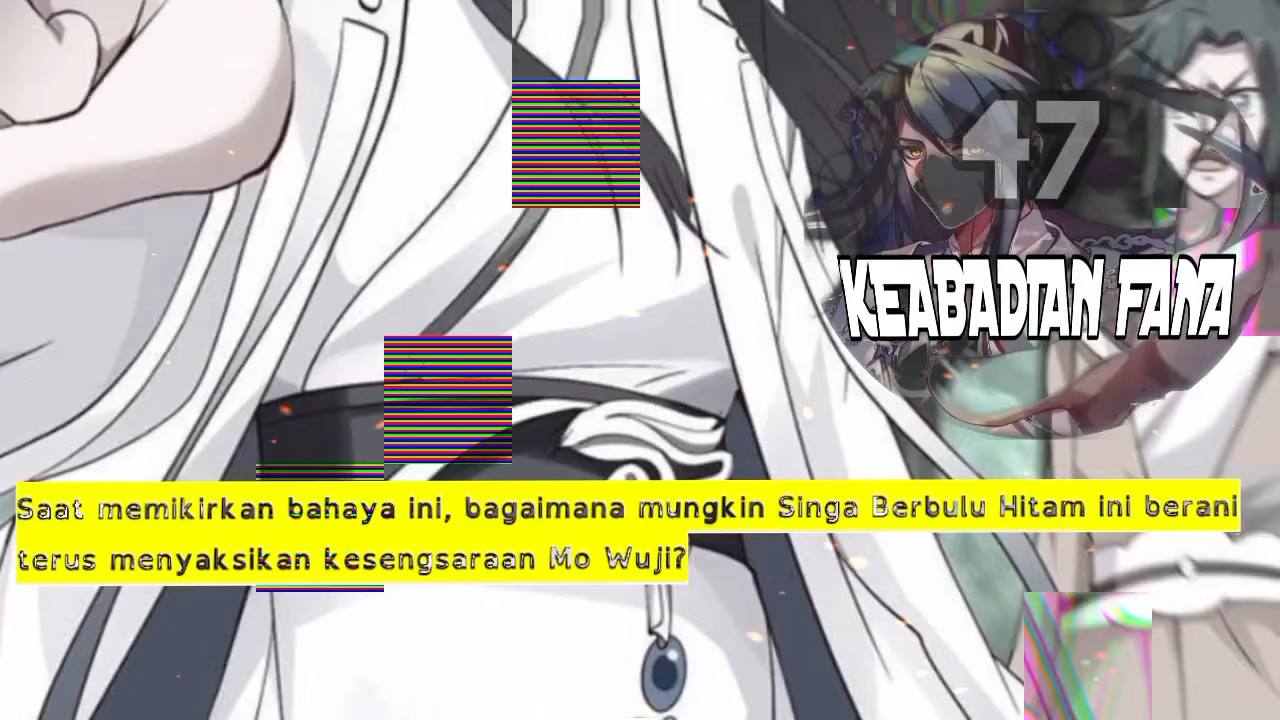 47
KEABADIAN FANA
Saat memikirkan bahaya ini, bagaimana mungkin Singa Berbulu Hitam ini berani
terus menyaksikan kesengsaraan Mo Wuji?